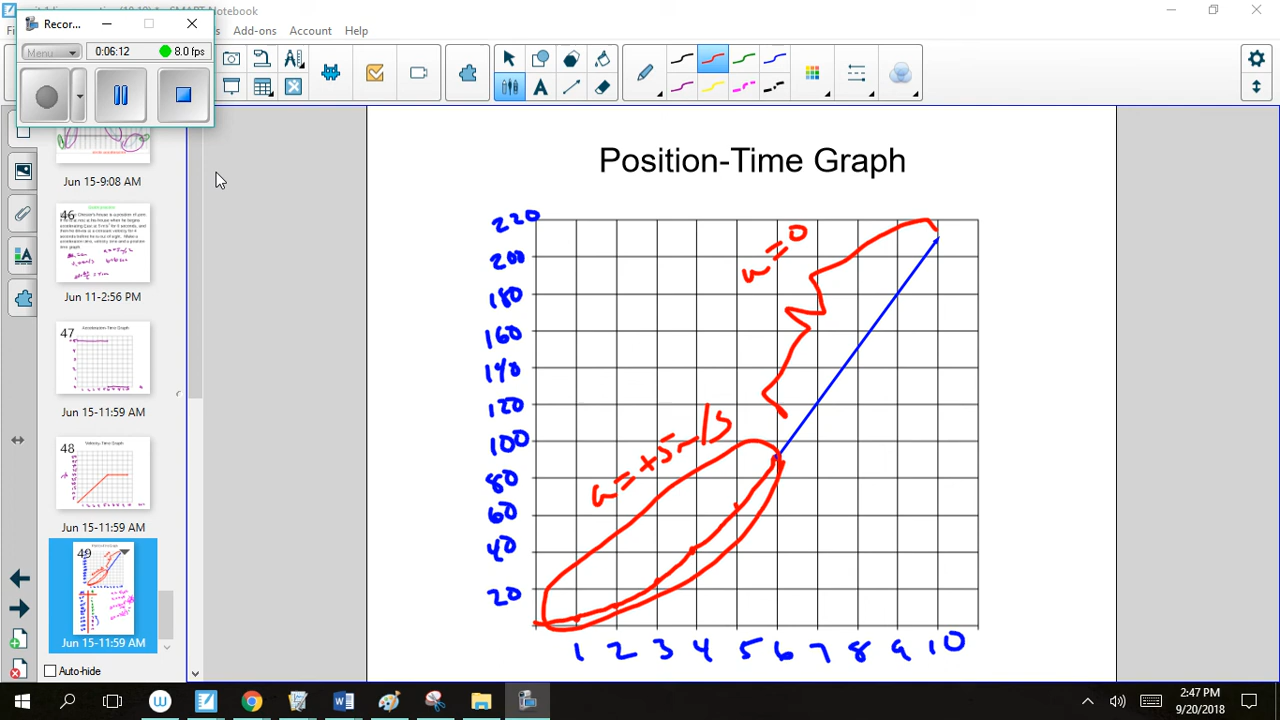 Recor...
SMART Notebook
Add-ons Account Help
Menu 0:06:12 8.0 fps
Position-Time Graph
220
200
180
160
140
120
100
80
60
40
20
a=0
a=+5m/s
1 2 3 4 5 6 7 8 9 10
Jun 15-9:08 AM
46
Jun 11-2:56 PM
47
Acceleration-Time Graph
Jun 15-11:59 AM
48
Velocity-Time Graph
Jun 15-11:59 AM
49
Jun 15-11:59 AM
Auto-hide
2:47 PM
9/20/2018